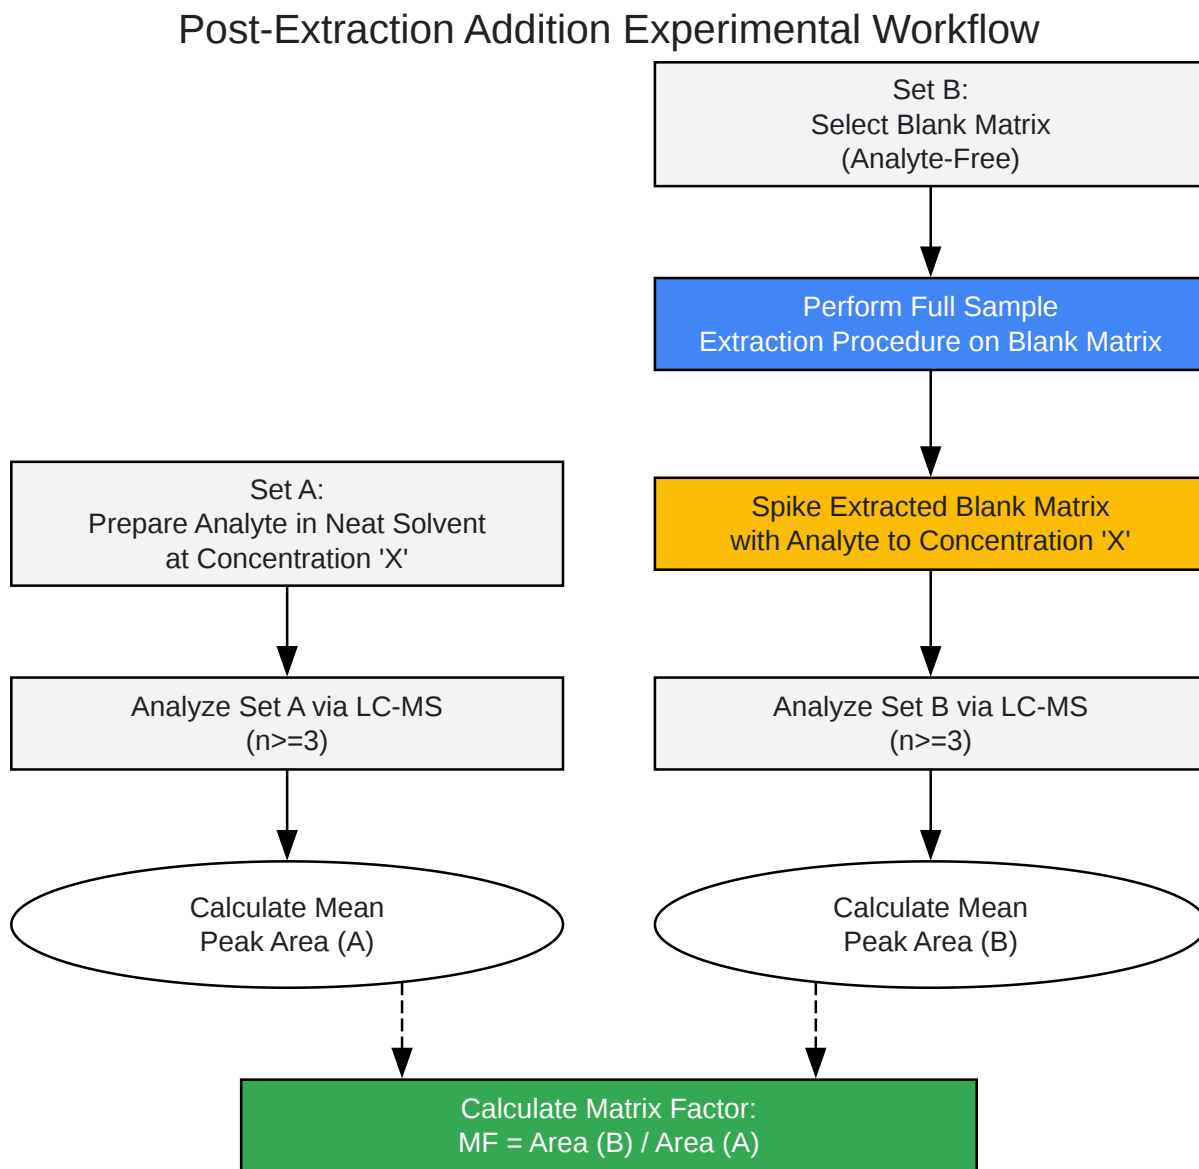 Post-Extraction Addition Experimental Workflow
Set B:
Select Blank Matrix
(Analyte-Free)
Perform Full Sample
Extraction Procedure on Blank Matrix
Set A:
Prepare Analyte in Neat Solvent
at Concentration 'X'
Spike Extracted Blank Matrix
with Analyte to Concentration 'X'
Analyze Set A via LC-MS
(n>=3)
Analyze Set B via LC-MS
(n>=3)
Calculate Mean
Peak Area (A)
Calculate Mean
Peak Area (B)
Calculate Matrix Factor:
MF = Area (B) / Area (A)